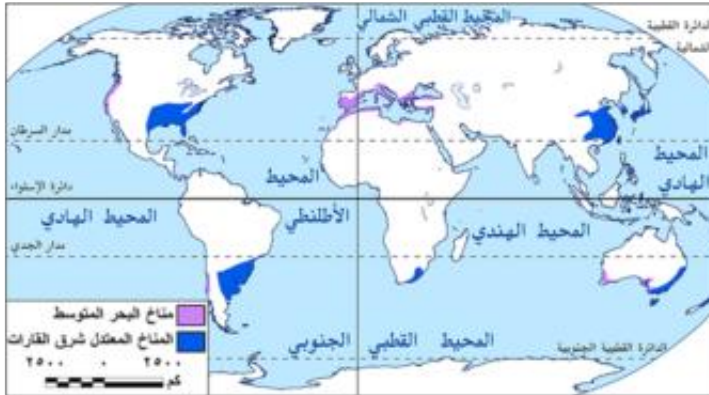 المحيط القطبي الشمالي
الدائرة القطبية
الشمالية
مدار السرطان
المحيط
الهادي
المحيط
دائرة الإستواء
الأطلنطي
المحيط الهندي
المحيط الهادي
مدار الجدي
مناخ البحر المتوسط
المناخ المعتدل شرق القارات
٢٥٠٠ ٠ ٢٥٠٠
كم
المحيط القطبي الجنوبي
الدائرة القطبية الجنوبية